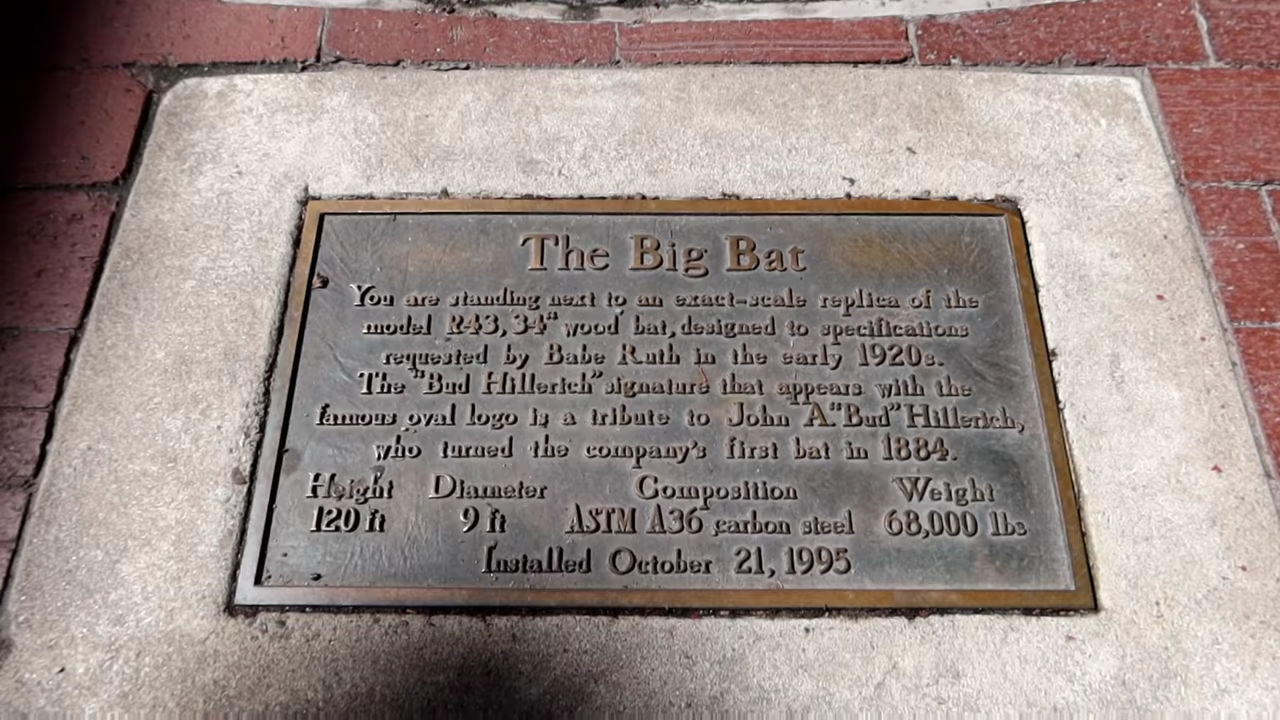 The Big Bat
You are standing next to an exact-scale replica of the
model R43, 34" wood bat, designed to specifications
requested by Babe Ruth in the early 1920s.
The "Bud Hillerich" signature that appears with the
famous oval logo is a tribute to John A "Bud" Hillerich,
who turned the company's first bat in 1884.
Height Diameter Composition Weight
120 ft 9 ft ASTM A36 carbon steel 68,000 lbs
Installed October 21, 1995